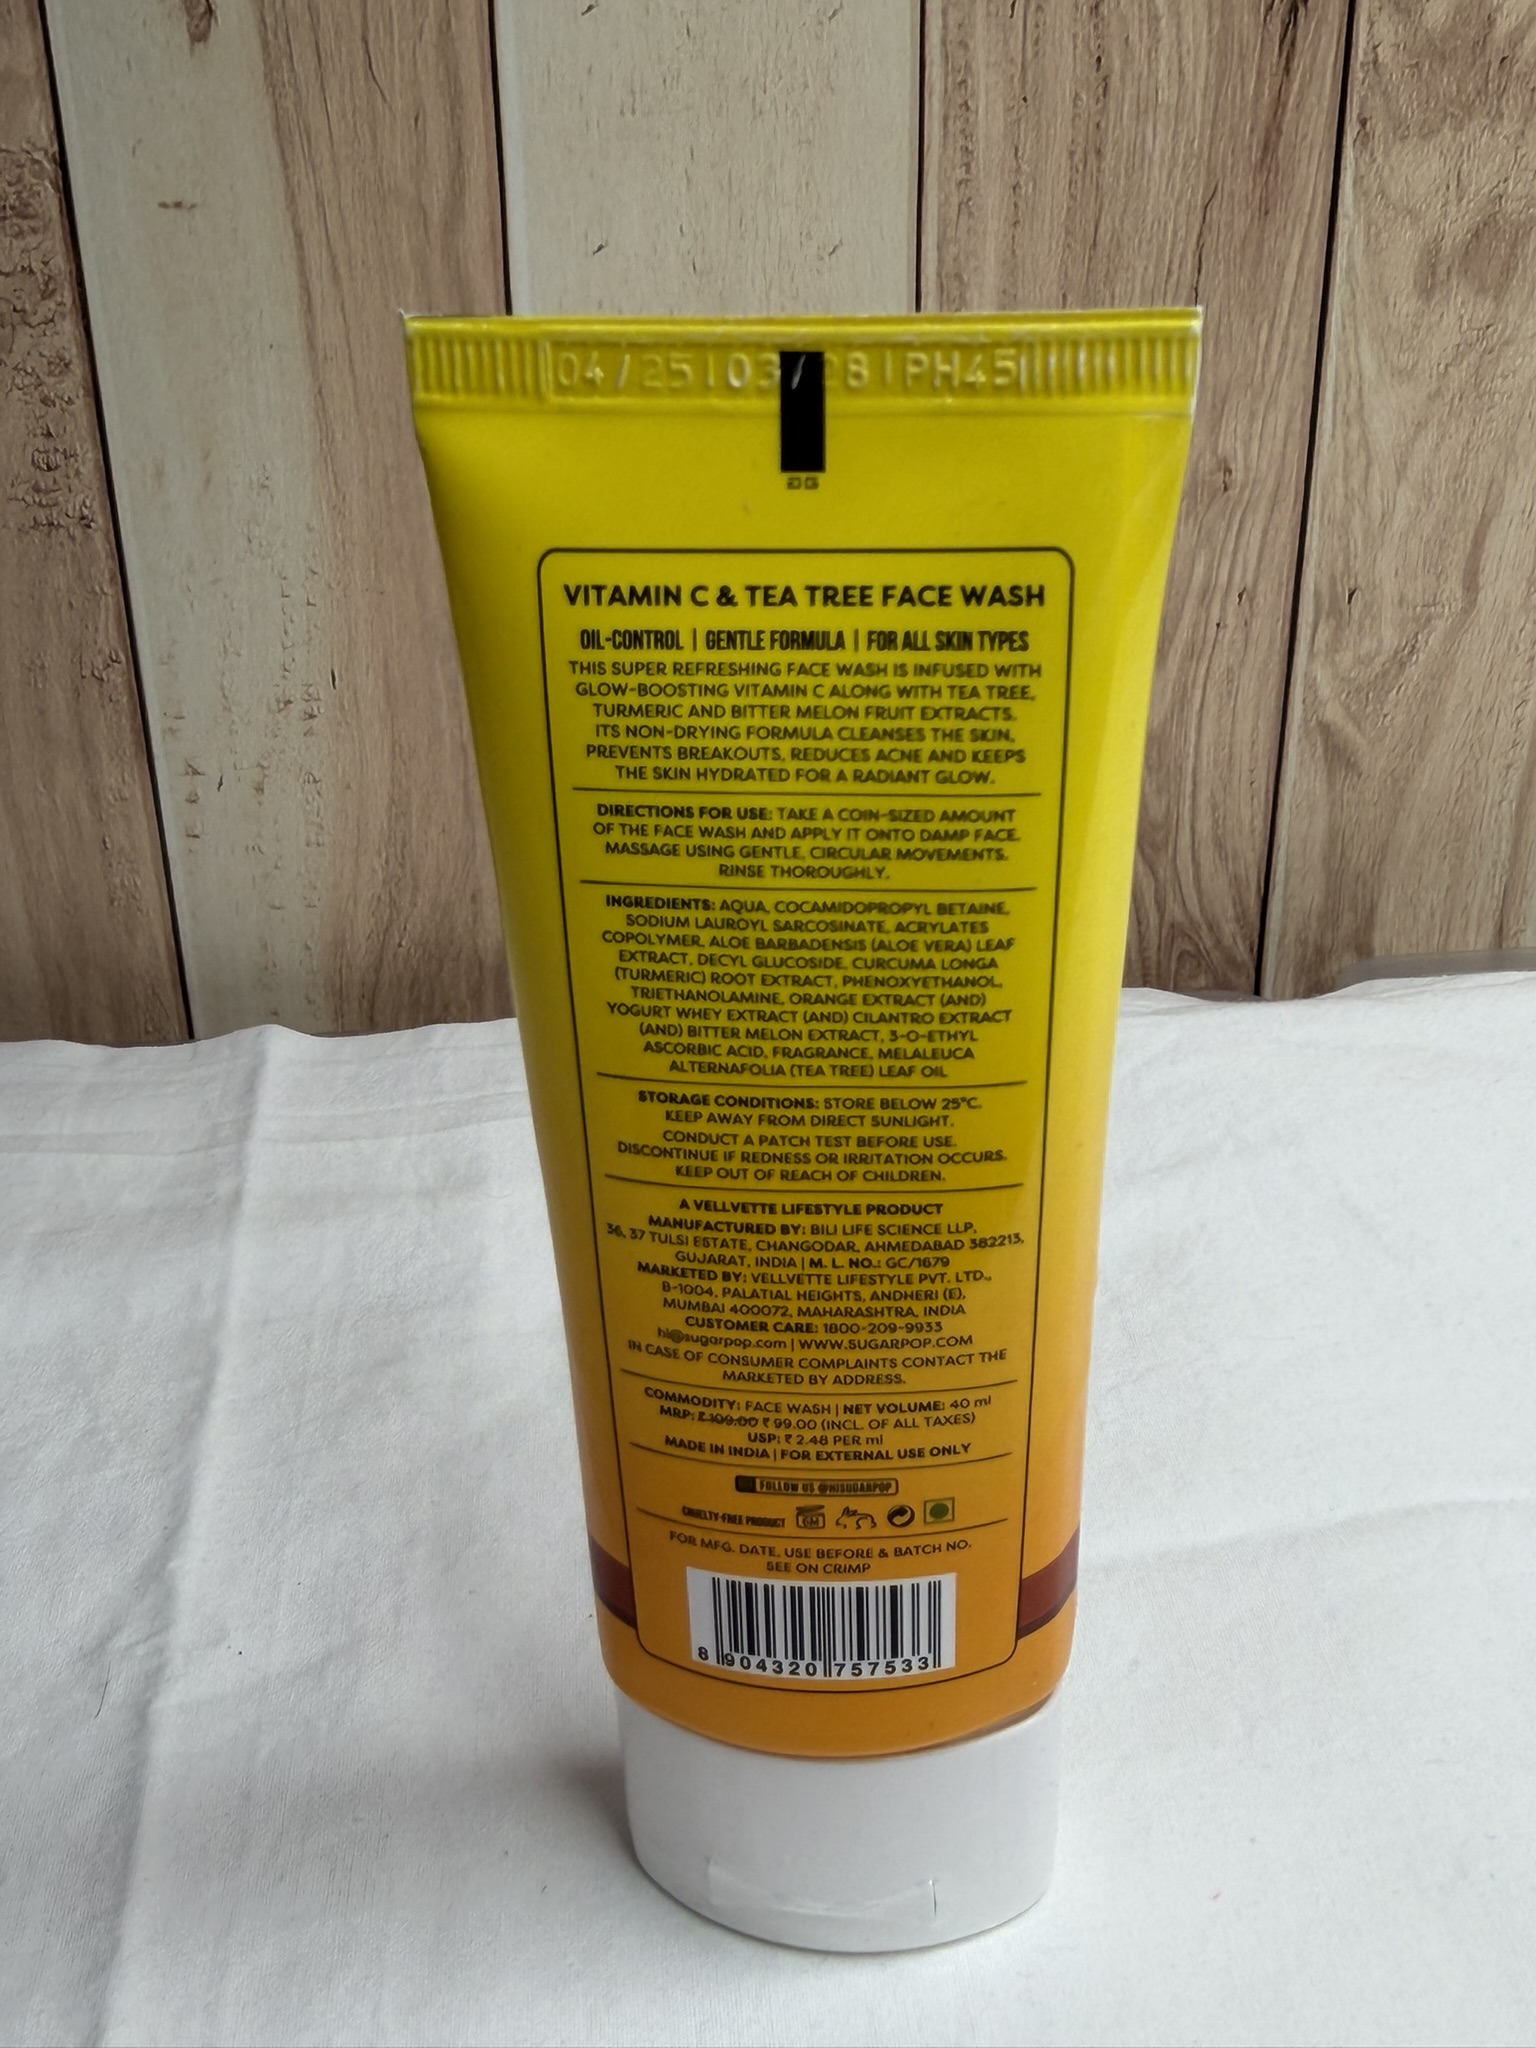 04/25|03/28|PH45
VITAMIN C & TEA TREE FACE WASH
OIL-CONTROL | GENTLE FORMULA | FOR ALL SKIN TYPES
THIS SUPER REFRESHING FACE WASH IS INFUSED WITH
GLOW-BOOSTING VITAMIN C ALONG WITH TEA TREE,
TURMERIC AND BITTER MELON FRUIT EXTRACTS.
ITS NON-DRYING FORMULA CLEANSES THE SKIN,
PREVENTS BREAKOUTS, REDUCES ACNE AND KEEPS
THE SKIN HYDRATED FOR A RADIANT GLOW.
DIRECTIONS FOR USE: TAKE A COIN-SIZED AMOUNT
OF THE FACE WASH AND APPLY IT ONTO DAMP FACE.
MASSAGE USING GENTLE, CIRCULAR MOVEMENTS.
RINSE THOROUGHLY.
INGREDIENTS: AQUA, COCAMIDOPROPYL BETAINE,
SODIUM LAUROYL SARCOSINATE, ACRYLATES
COPOLYMER, ALOE BARBADENSIS (ALOE VERA) LEAF
EXTRACT, DECYL GLUCOSIDE, CURCUMA LONGA
(TURMERIC) ROOT EXTRACT, PHENOXYETHANOL,
TRIETHANOLAMINE, ORANGE EXTRACT (AND)
YOGURT WHEY EXTRACT (AND) CILANTRO EXTRACT
(AND) BITTER MELON EXTRACT, 3-O-ETHYL
ASCORBIC ACID, FRAGRANCE, MELALEUCA
ALTERNAFOLIA (TEA TREE) LEAF OIL
STORAGE CONDITIONS: STORE BELOW 25°C.
KEEP AWAY FROM DIRECT SUNLIGHT.
CONDUCT A PATCH TEST BEFORE USE.
DISCONTINUE IF REDNESS OR IRRITATION OCCURS.
KEEP OUT OF REACH OF CHILDREN.
A VELLVETTE LIFESTYLE PRODUCT
MANUFACTURED BY: BILI LIFE SCIENCE LLP,
36, 37 TULSI ESTATE, CHANGODAR, AHMEDABAD 382213,
GUJARAT, INDIA | M. L. NO.: GC/1679
MARKETED BY: VELLVETTE LIFESTYLE PVT. LTD.,
B-1004, PALATIAL HEIGHTS, ANDHERI (E),
MUMBAI 400072, MAHARASHTRA, INDIA
CUSTOMER CARE: 1800-209-9933
hi@sugarpop.com | WWW.SUGARPOP.COM
IN CASE OF CONSUMER COMPLAINTS CONTACT THE
MARKETED BY ADDRESS.
COMMODITY: FACE WASH | NET VOLUME: 40 ml
MRP: ₹ 109.00 ₹ 99.00 (INCL. OF ALL TAXES)
USP: ₹ 2.48 PER ml
MADE IN INDIA | FOR EXTERNAL USE ONLY
FOLLOW US @HISUGARPOP
CRUELTY-FREE PRODUCT 6M
FOR MFG. DATE, USE BEFORE & BATCH NO.
SEE ON CRIMP
8 904320 757533